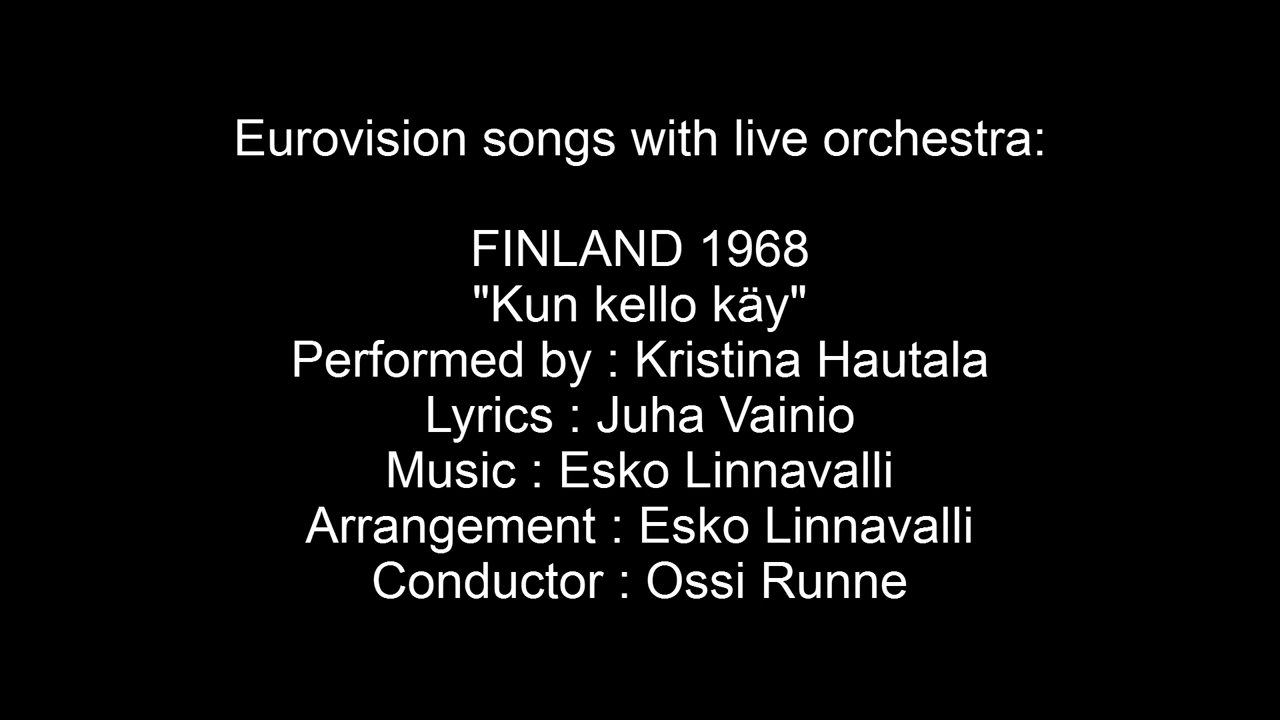 Eurovision songs with live orchestra:
FINLAND 1968
"Kun kello käy"
Performed by : Kristina Hautala
Lyrics : Juha Vainio
Music : Esko Linnavalli
Arrangement : Esko Linnavalli
Conductor : Ossi Runne